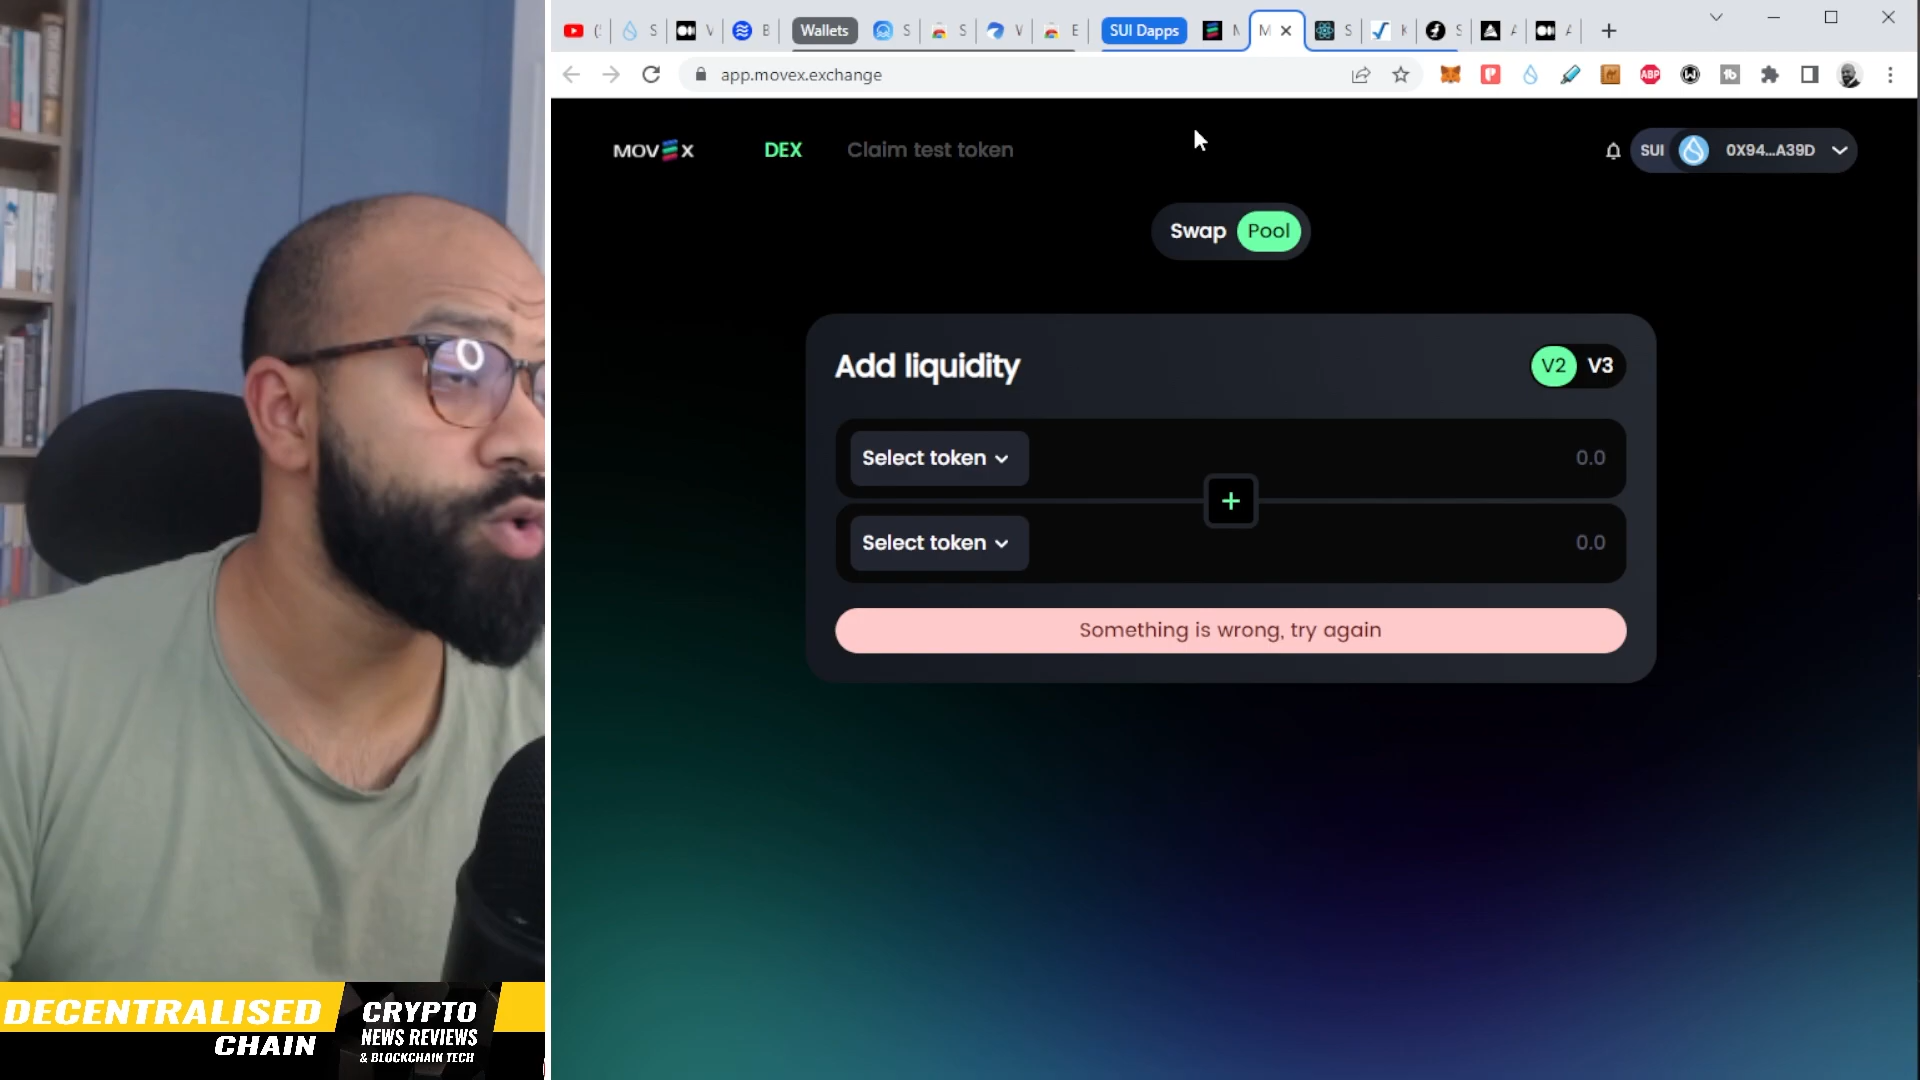 Wallets
SUI Dapps
app.movex.exchange
MOVEX
DEX
Claim test token
SUI
0X94...A39D
Swap
Pool
Add liquidity
V2
V3
Select token
0.0
+
Select token
0.0
Something is wrong, try again
DECENTRALISED
CHAIN
CRYPTO
NEWS REVIEWS
& BLOCKCHAIN TECH